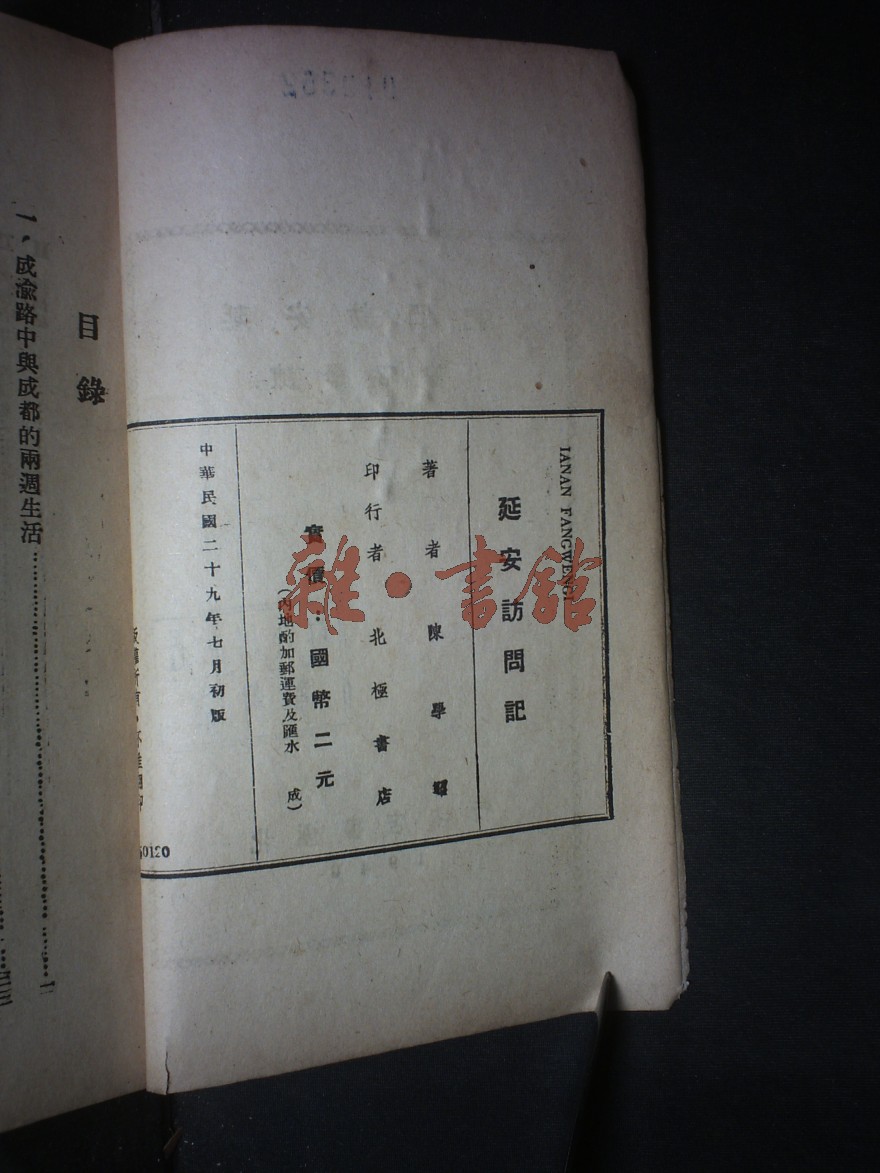 IANAN FANGWENGI
延安訪問記
著者 陳學昭
印行者 北極書店
實價:國幣二元
(內地酌加郵運費及匯水 成)
中華民國二十九年七月初版
60120
目錄
一、成渝路中與成都的兩週生活
雜·書館